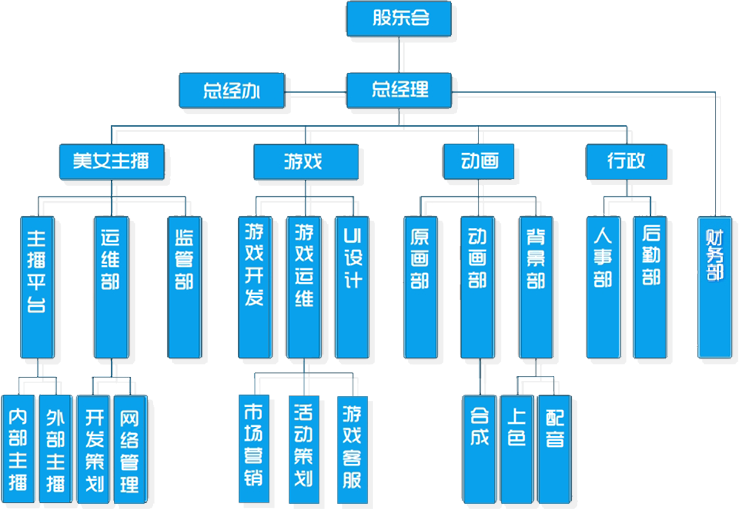 股东会
总经办
总经理
美女主播
游戏
动画
行政
主播平台
运维部
监管部
游戏开发
游戏运维
UI设计
原画部
动画部
背景部
人事部
后勤部
财务部
内部主播
外部主播
开发策划
网络管理
市场营销
活动策划
游戏客服
合成
上色
配音